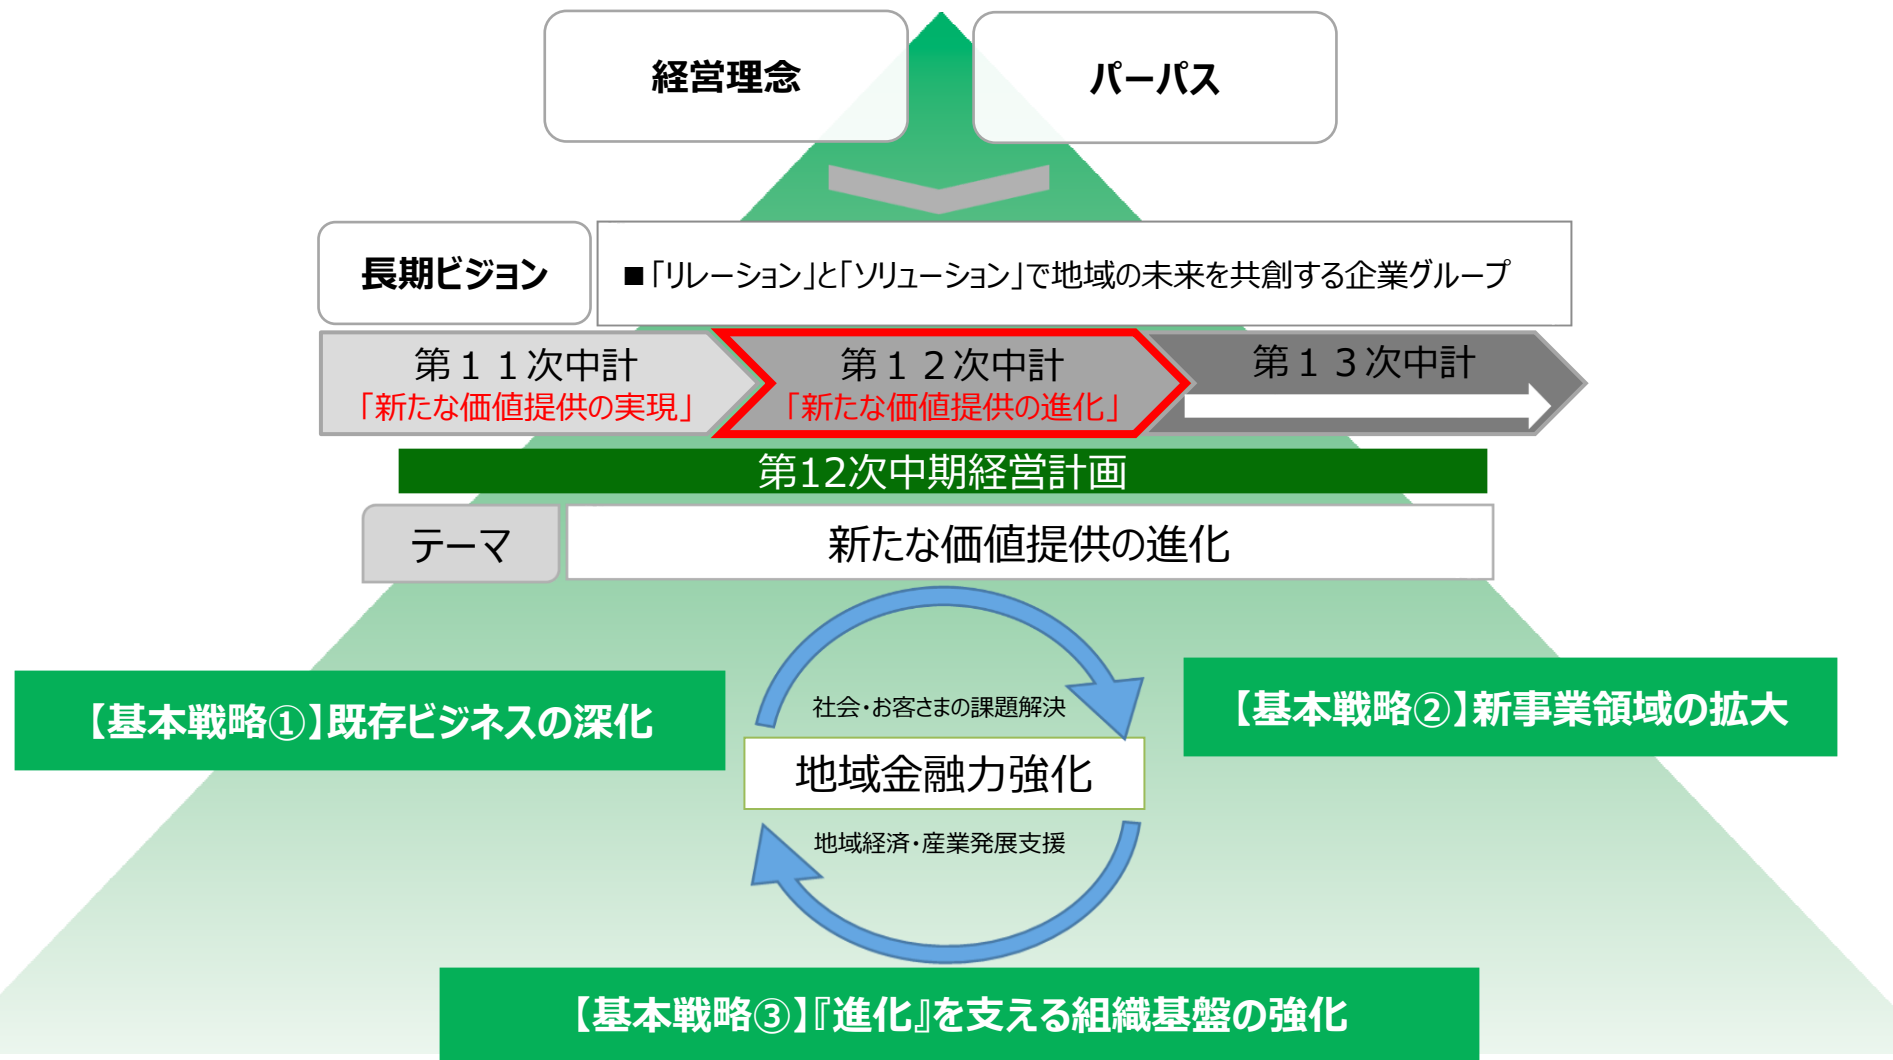 経営理念
パーパス
長期ビジョン
■「リレーション」と「ソリューション」で地域の未来を共創する企業グループ
第１１次中計
「新たな価値提供の実現」
第１２次中計
「新たな価値提供の進化」
第１３次中計
第12次中期経営計画
テーマ
新たな価値提供の進化
【基本戦略①】既存ビジネスの深化
【基本戦略②】新事業領域の拡大
社会・お客さまの課題解決
地域金融力強化
地域経済・産業発展支援
【基本戦略③】『進化』を支える組織基盤の強化